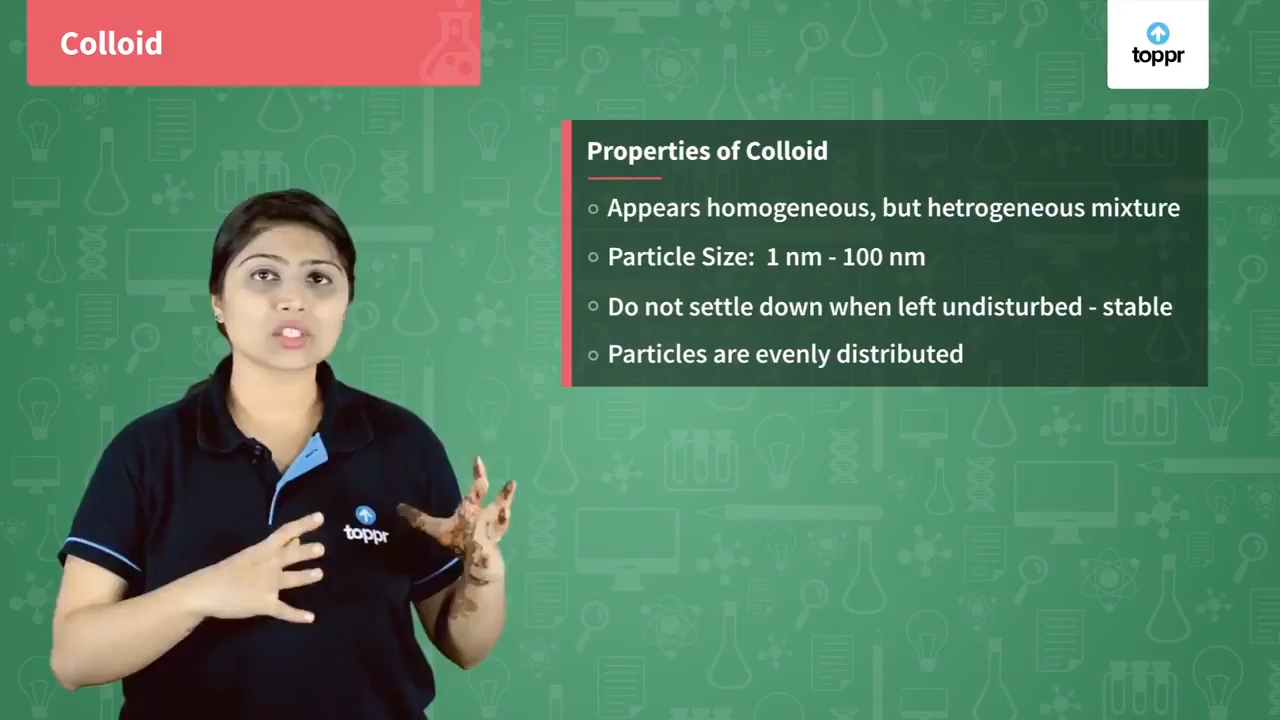 Colloid
toppr
Properties of Colloid
Appears homogeneous, but hetrogeneous mixture
Particle Size: 1 nm - 100 nm
Do not settle down when left undisturbed - stable
Particles are evenly distributed
toppr